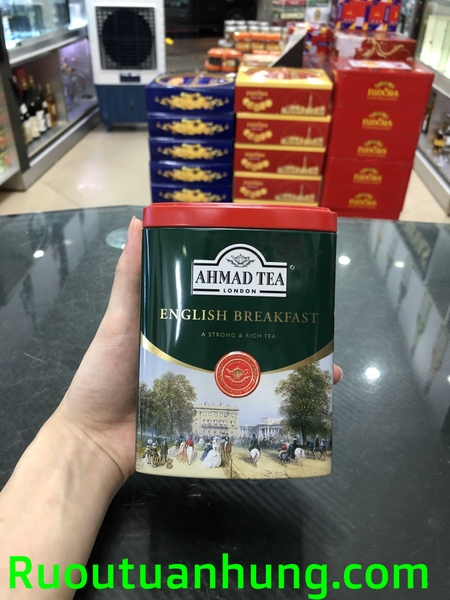 AHMAD TEA
LONDON
ENGLISH BREAKFAST
A STRONG & RICH TEA
Ruoutuanhung.com